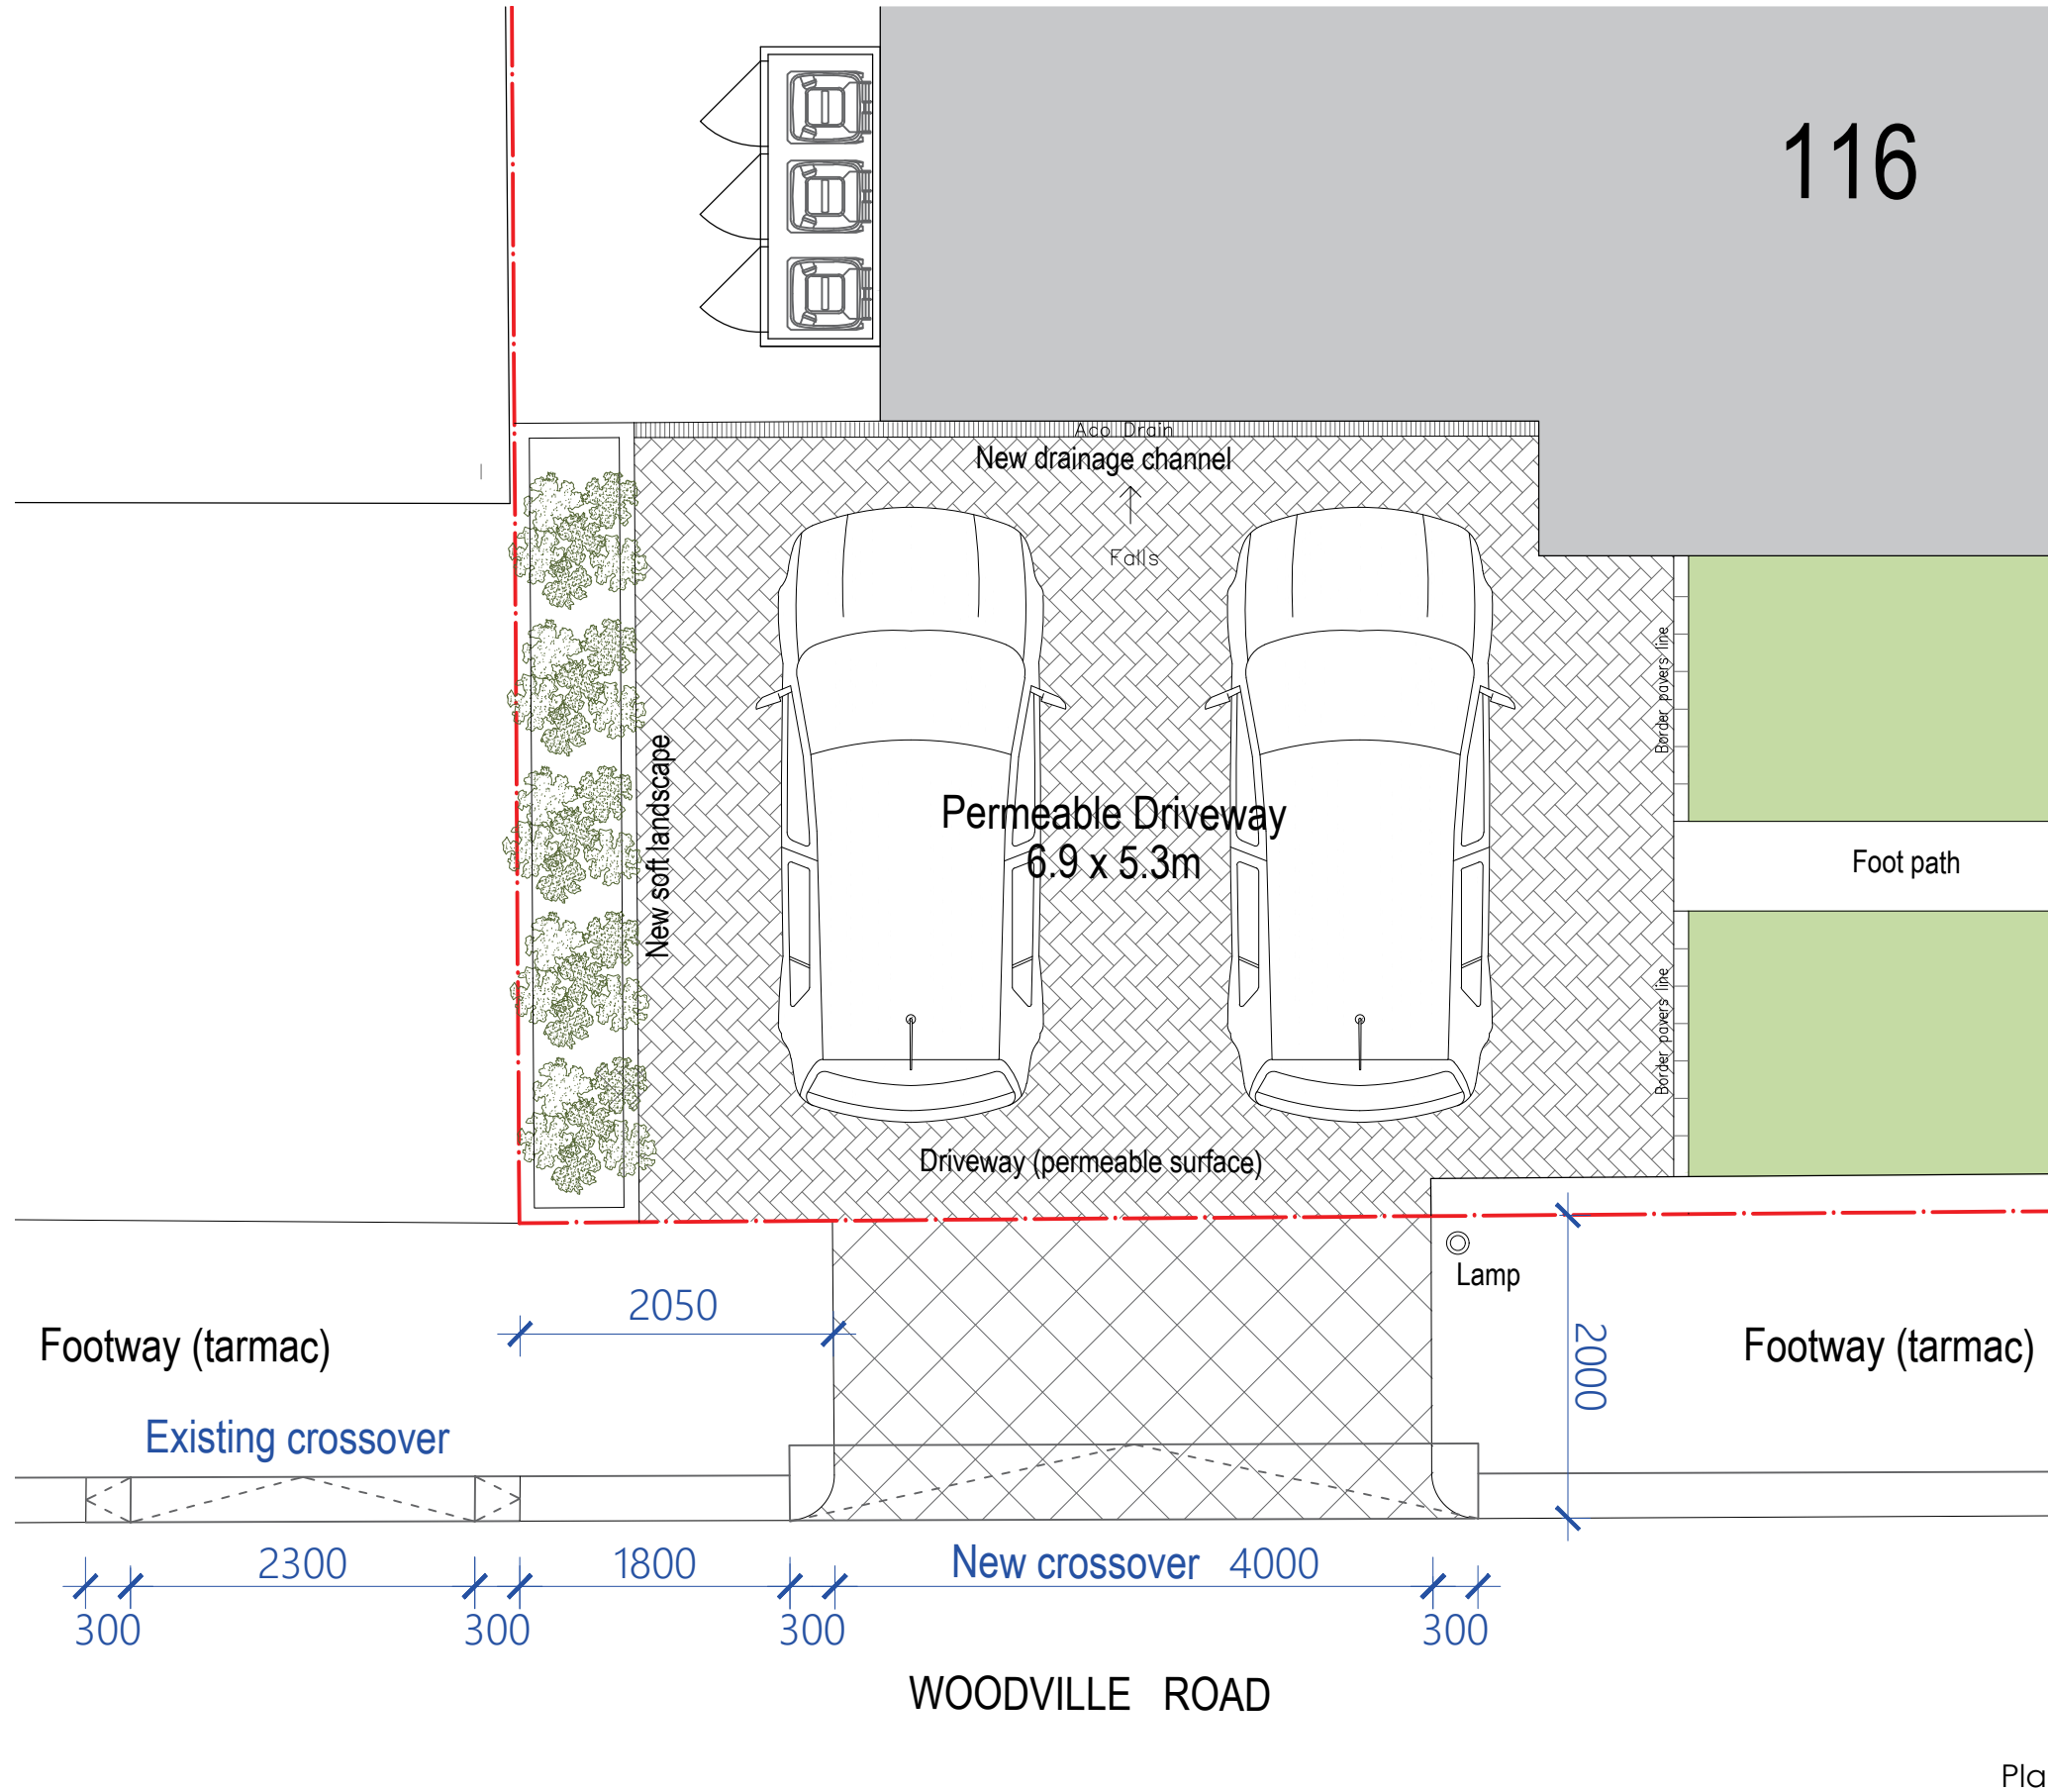 116
Aco Drain
New drainage channel
Falls
Border pavers line
New soft landscape
Permeable Driveway
6.9 x 5.3m
Foot path
Border pavers line
Driveway (permeable surface)
Lamp
2050
2000
Footway (tarmac)
Footway (tarmac)
Existing crossover
2300
1800
New crossover 4000
300
300
300
300
WOODVILLE ROAD
Pla